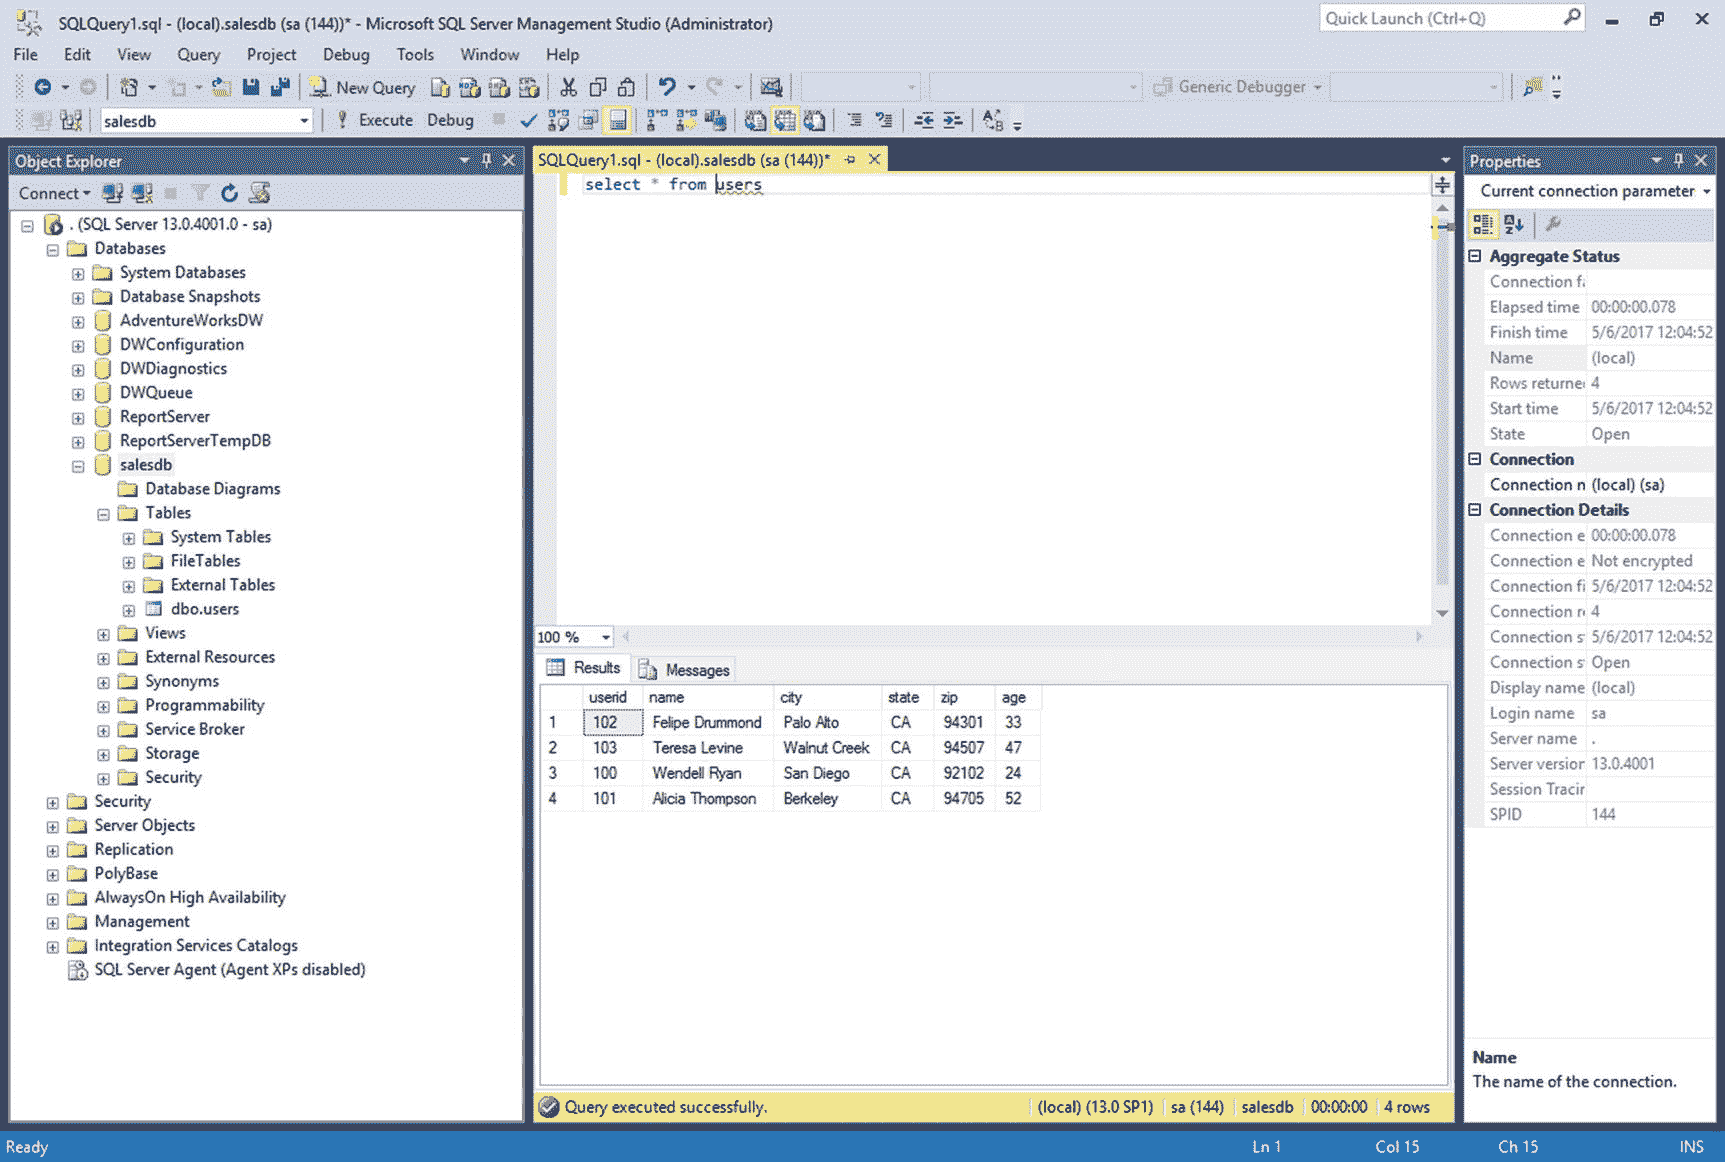 SQLQuery1.sql - (local).salesdb (sa (144))* - Microsoft SQL Server Management Studio (Administrator)
Quick Launch (Ctrl+Q)
File Edit View Query Project Debug Tools Window Help
New Query
Generic Debugger
salesdb
Execute Debug
Object Explorer
Connect
. (SQL Server 13.0.4001.0 - sa)
Databases
System Databases
Database Snapshots
AdventureWorksDW
DWConfiguration
DWDiagnostics
DWQueue
ReportServer
ReportServerTempDB
salesdb
Database Diagrams
Tables
System Tables
FileTables
External Tables
dbo.users
Views
External Resources
Synonyms
Programmability
Service Broker
Storage
Security
Security
Server Objects
Replication
PolyBase
AlwaysOn High Availability
Management
Integration Services Catalogs
SQL Server Agent (Agent XPs disabled)
SQLQuery1.sql - (local).salesdb (sa (144))*
select * from users
100 %
Results Messages
userid name city state zip age
1 102 Felipe Drummond Palo Alto CA 94301 33
2 103 Teresa Levine Walnut Creek CA 94507 47
3 100 Wendell Ryan San Diego CA 92102 24
4 101 Alicia Thompson Berkeley CA 94705 52
Query executed successfully.
(local) (13.0 SP1) sa (144) salesdb 00:00:00 4 rows
Properties
Current connection parameter
Aggregate Status
Connection fa
Elapsed time 00:00:00.078
Finish time 5/6/2017 12:04:52
Name (local)
Rows returne 4
Start time 5/6/2017 12:04:52
State Open
Connection
Connection n (local) (sa)
Connection Details
Connection e 00:00:00.078
Connection e Not encrypted
Connection fi 5/6/2017 12:04:52
Connection r 4
Connection s 5/6/2017 12:04:52
Connection s Open
Display name (local)
Login name sa
Server name .
Server version 13.0.4001
Session Tracin
SPID 144
Name
The name of the connection.
Ready
Ln 1 Col 15 Ch 15 INS